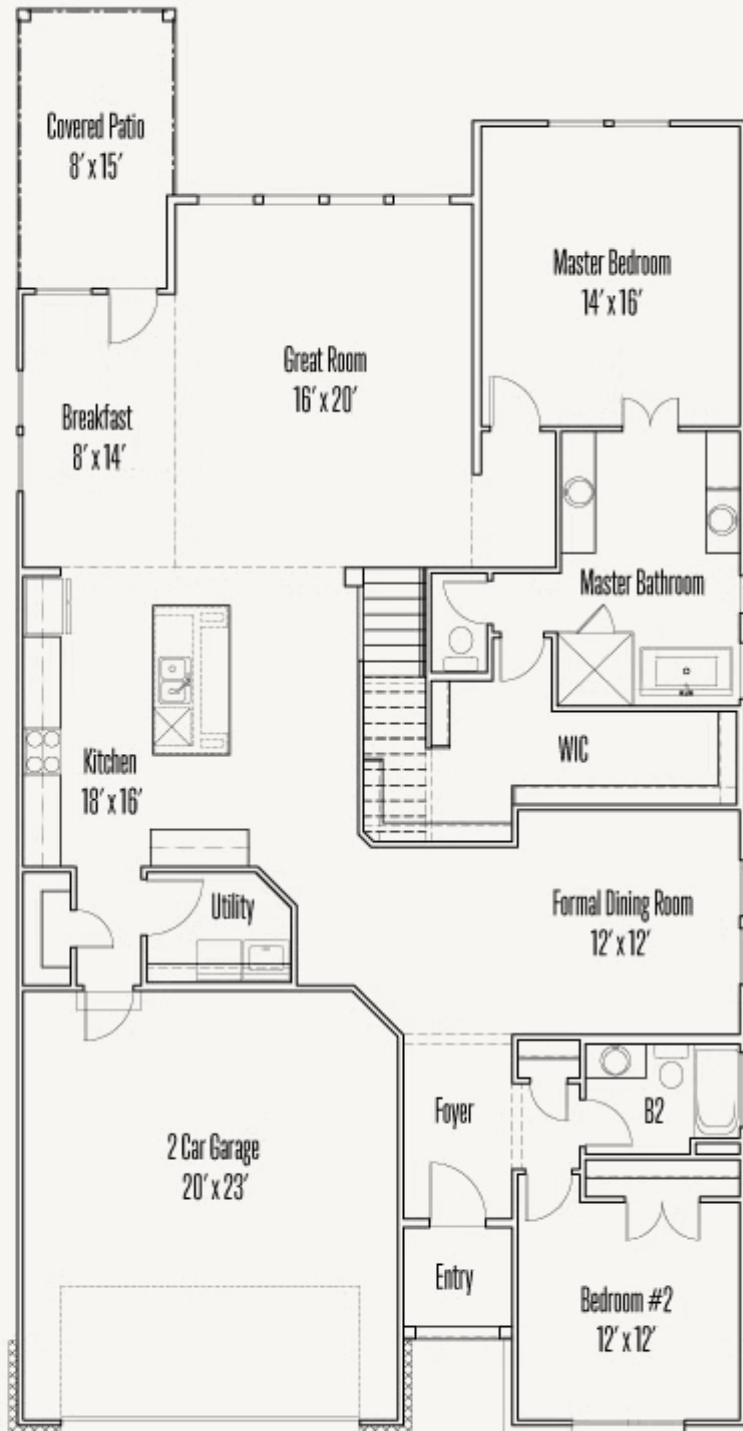 Covered Patio
8' x 15'
Master Bedroom
14' x 16'
Great Room
16' x 20'
Breakfast
8' x 14'
Master Bathroom
WIC
Kitchen
18' x 16'
Utility
Formal Dining Room
12' x 12'
Foyer
B2
2 Car Garage
20' x 23'
Entry
Bedroom #2
12' x 12'